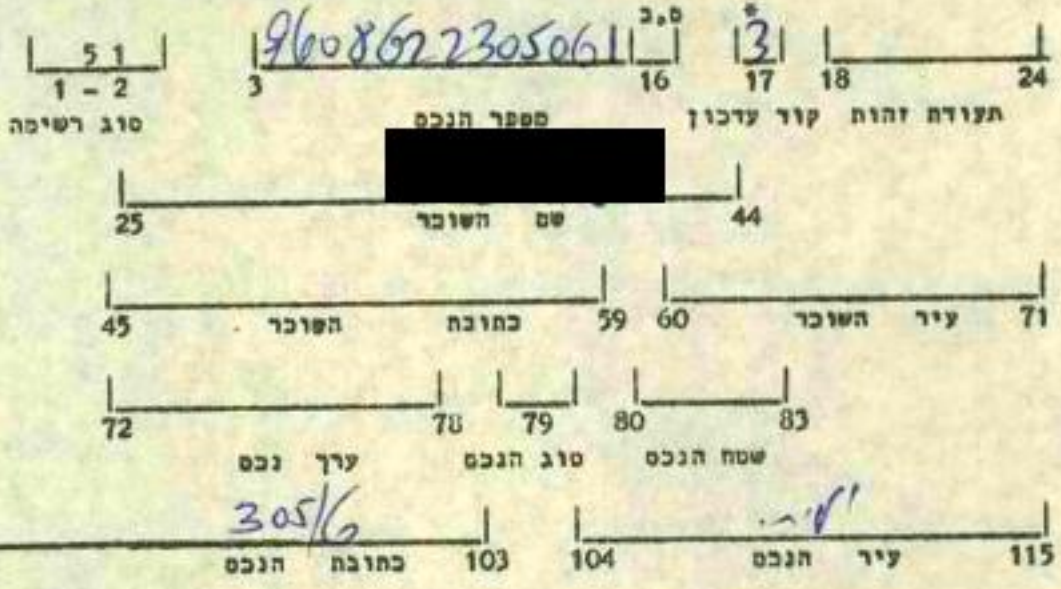 51 9608622305061 ס.ב *3
1 - 2 3 16 17 18 24
סוג רשימה מספר הנכס קוד עדכון תעודת זהות
25 שם השוכר 44
45 כתובת השוכר 59 60 עיר השוכר 71
72 78 79 80 83
ערך נכס סוג הנכס שטח הנכס
305/6
כתובת הנכס 103 104 עיר הנכס 115